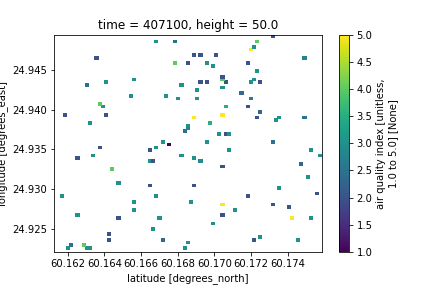 time = 407100, height = 50.0
24.945
24.940
24.935
24.930
24.925
longitude [degrees_east]
60.162 60.164 60.166 60.168 60.170 60.172 60.174
latitude [degrees_north]
5.0
4.5
4.0
3.5
3.0
2.5
2.0
1.5
1.0
air quality index [unitless,
1.0 to 5.0] [None]